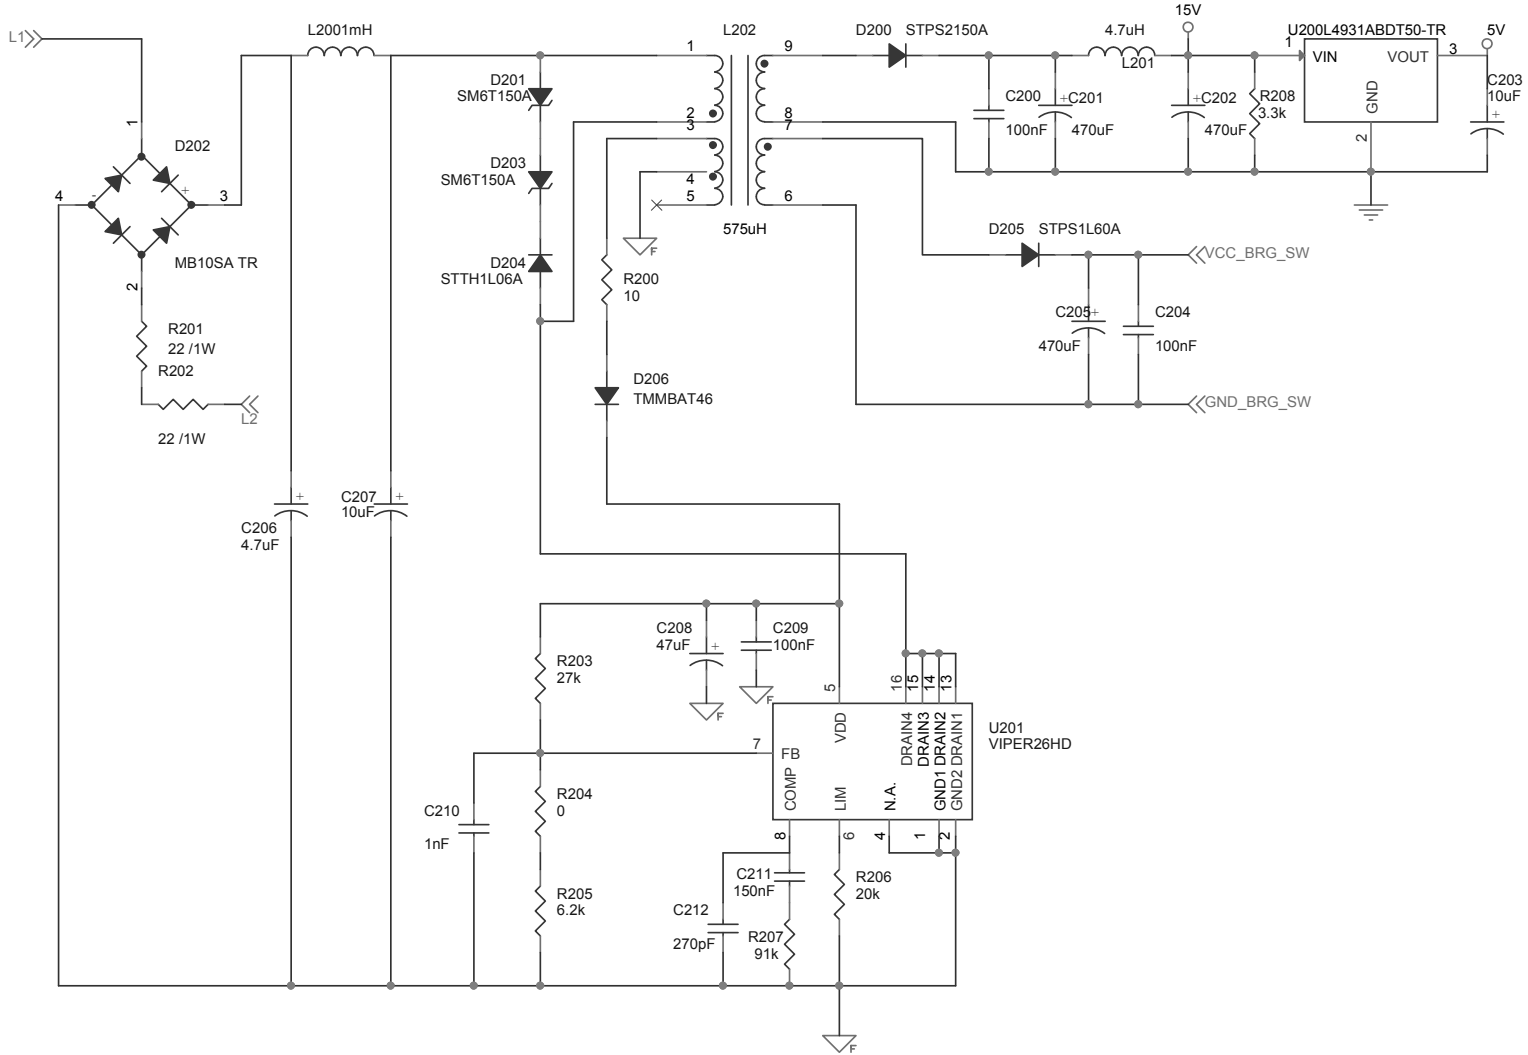 L1
L2001mH
L202
D200 STPS2150A
4.7uH
L201
15V
U200L4931ABDT50-TR
5V
1
9
1
VIN
VOUT
3
GND
2
D201
SM6T150A
C200
100nF
+
C201
470uF
+
C202
470uF
R208
3.3k
C203
10uF
+
2
3
8
7
1
D202
D203
SM6T150A
4
5
6
4
-
+
3
575uH
F
D205 STPS1L60A
VCC_BRG_SW
MB10SA TR
D204
STTH1L06A
R200
10
2
C205
+
470uF
C204
100nF
R201
22 /1W
R202
L2
22 /1W
D206
TMMBAT46
GND_BRG_SW
+
C206
4.7uF
C207
10uF
+
C208
47uF
+
C209
100nF
F
F
R203
27k
5
16
15
14
13
U201
VIPER26HD
7
FB
VDD
DRAIN4
DRAIN3
DRAIN2
DRAIN1
COMP
LIM
N.A.
GND1
GND2
C210
1nF
R204
0
8
6
4
1
2
R205
6.2k
C211
150nF
R206
20k
C212
270pF
R207
91k
F